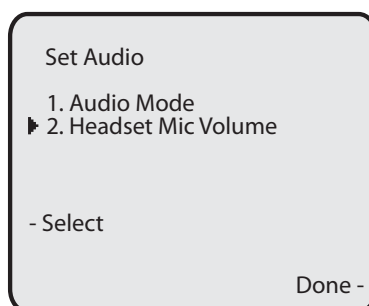 Set Audio
1. Audio Mode
2. Headset Mic Volume
- Select
Done -